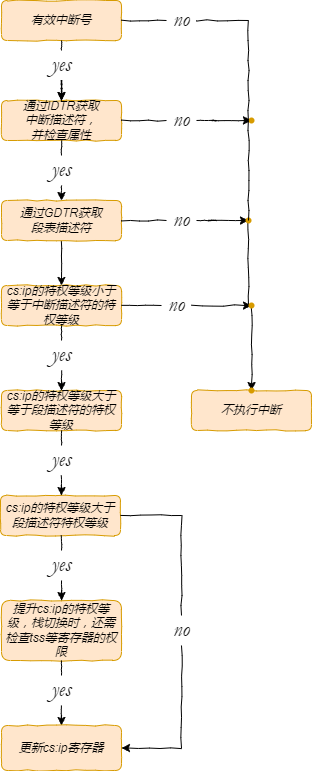 有效中断号
no
yes
通过IDTR获取
中断描述符，
并检查属性
no
yes
通过GDTR获取
段表描述符
no
cs:ip的特权等级小于
等于中断描述符的特
权等级
no
yes
cs:ip的特权等级大于
等于段描述符的特权
等级
不执行中断
yes
cs:ip的特权等级大于
段描述符特权等级
yes
no
提升cs:ip的特权等
级，栈切换时，还需
检查tss等寄存器的权
限
yes
更新cs:ip寄存器